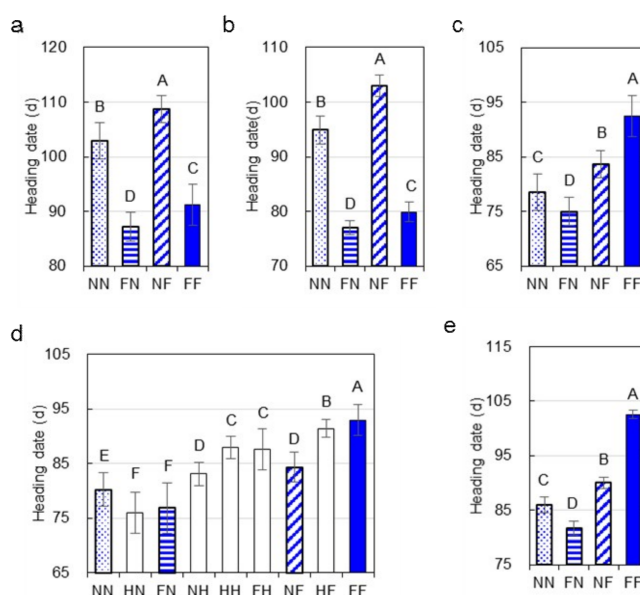 a
Heading date (d)
120
110
100
90
80
B
D
A
C
NN FN NF FF
b
Heading date(d)
110
100
90
80
70
B
D
A
C
NN FN NF FF
c
Heading date (d)
105
95
85
75
65
C
D
B
A
NN FN NF FF
d
Heading date (d)
105
95
85
75
65
E
F
F
D
C
C
D
B
A
NN HN FN NH HH FH NF HF FF
e
Heading date (d)
115
105
95
85
75
C
D
B
A
NN FN NF FF